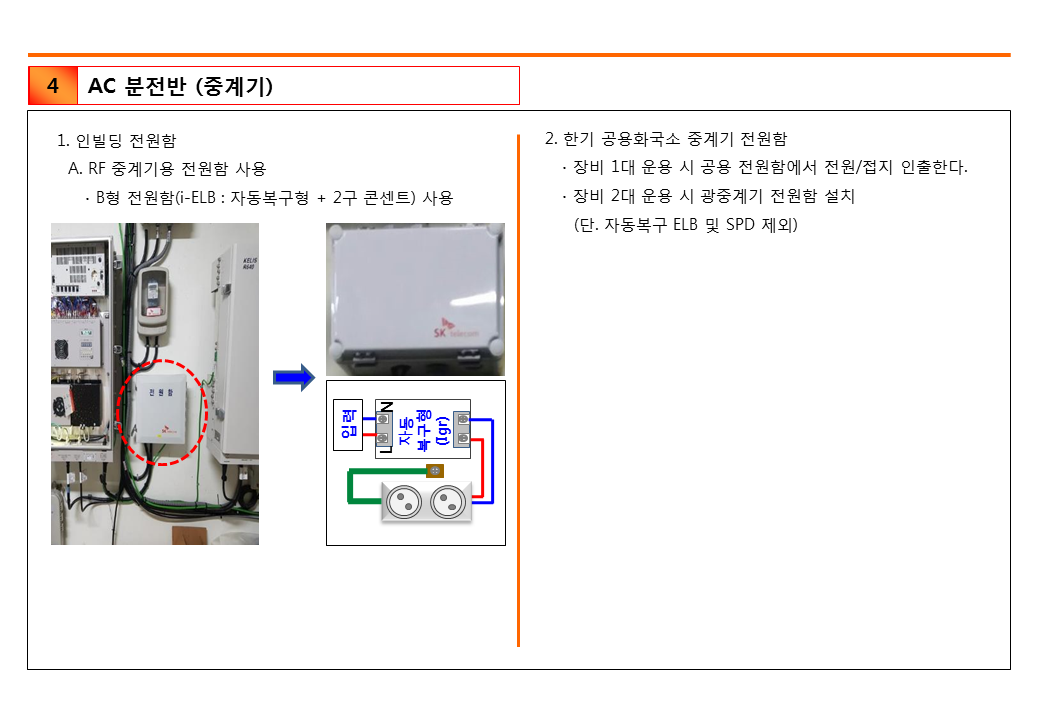 4
AC 분전반 (중계기)
1. 인빌딩 전원함
A. RF 중계기용 전원함 사용
· B형 전원함(i-ELB : 자동복구형 + 2구 콘센트) 사용
KELIS
전 원 함
SK telecom
입력
N
L
자동
복구형
(Igr)
2. 한기 공용화국소 중계기 전원함
· 장비 1대 운용 시 공용 전원함에서 전원/접지 인출한다.
· 장비 2대 운용 시 광중계기 전원함 설치
(단. 자동복구 ELB 및 SPD 제외)